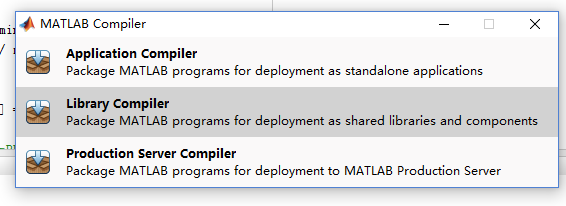 MATLAB Compiler
Application Compiler
Package MATLAB programs for deployment as standalone applications
Library Compiler
Package MATLAB programs for deployment as shared libraries and components
Production Server Compiler
Package MATLAB programs for deployment to MATLAB Production Server